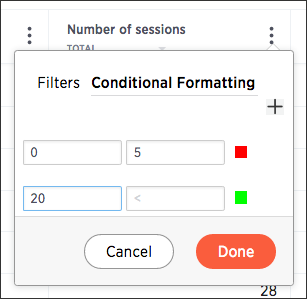 Number of sessions
TOTAL
Filters Conditional Formatting
+
0 5
20 <
Cancel Done
28